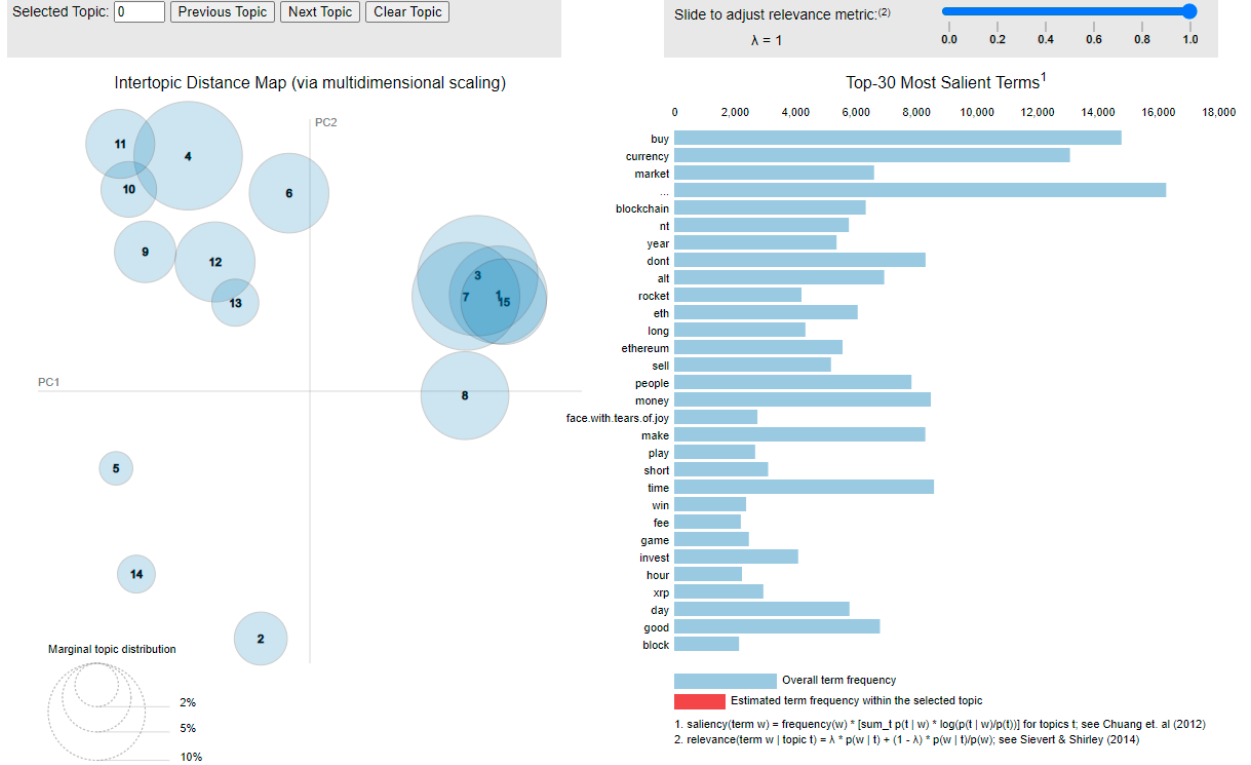 Selected Topic: 0 Previous Topic Next Topic Clear Topic
Slide to adjust relevance metric:(2)
λ = 1
0.0 0.2 0.4 0.6 0.8 1.0
Intertopic Distance Map (via multidimensional scaling)
PC2
PC1
11
4
10
6
9
12
13
3
7
1
15
8
5
14
2
Marginal topic distribution
2%
5%
10%
Top-30 Most Salient Terms1
0 2,000 4,000 6,000 8,000 10,000 12,000 14,000 16,000 18,000
buy
currency
market
...
blockchain
nt
year
dont
alt
rocket
eth
long
ethereum
sell
people
money
face.with.tears.of.joy
make
play
short
time
win
fee
game
invest
hour
xrp
day
good
block
Overall term frequency
Estimated term frequency within the selected topic
1. saliency(term w) = frequency(w) * [sum_t p(t | w) * log(p(t | w)/p(t))] for topics t; see Chuang et. al (2012)
2. relevance(term w | topic t) = λ * p(w | t) + (1 - λ) * p(w | t)/p(w); see Sievert & Shirley (2014)